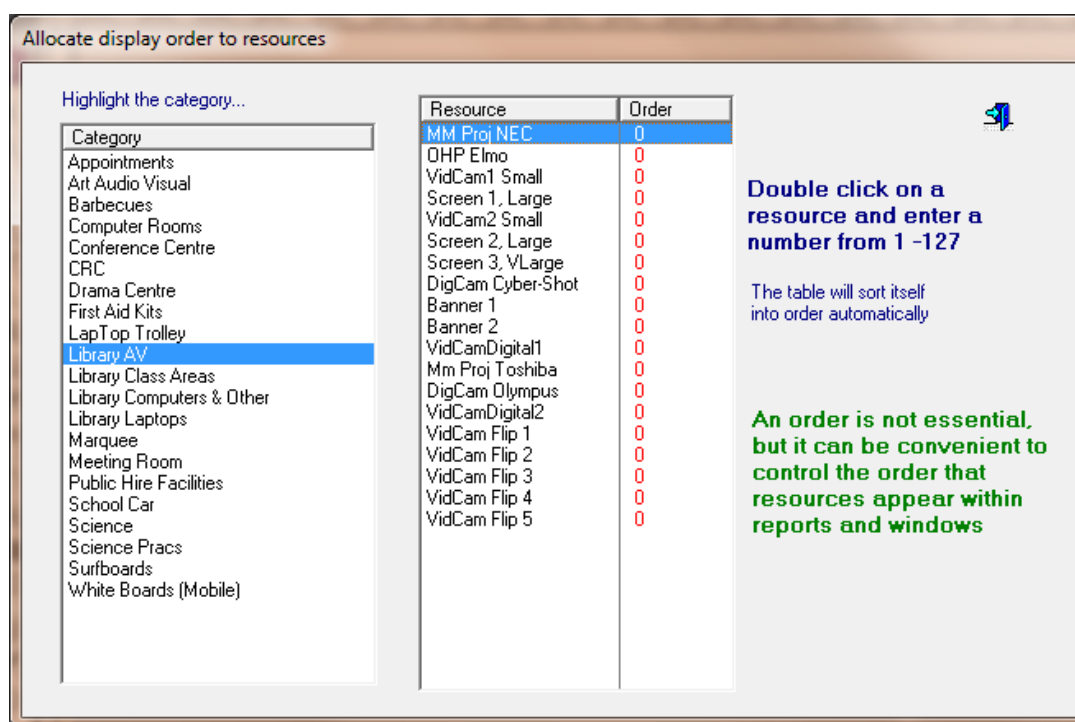 Allocate display order to resources
Highlight the category...
Category
Appointments
Art Audio Visual
Barbecues
Computer Rooms
Conference Centre
CRC
Drama Centre
First Aid Kits
LapTop Trolley
Library AV
Library Class Areas
Library Computers & Other
Library Laptops
Marquee
Meeting Room
Public Hire Facilities
School Car
Science
Science Pracs
Surfboards
White Boards (Mobile)
Resource Order
MM Proj NEC 0
OHP Elmo 0
VidCam1 Small 0
Screen 1, Large 0
VidCam2 Small 0
Screen 2, Large 0
Screen 3, VLarge 0
DigCam Cyber-Shot 0
Banner 1 0
Banner 2 0
VidCamDigital1 0
Mm Proj Toshiba 0
DigCam Olympus 0
VidCamDigital2 0
VidCam Flip 1 0
VidCam Flip 2 0
VidCam Flip 3 0
VidCam Flip 4 0
VidCam Flip 5 0
Double click on a
resource and enter a
number from 1 -127
The table will sort itself
into order automatically
An order is not essential,
but it can be convenient to
control the order that
resources appear within
reports and windows